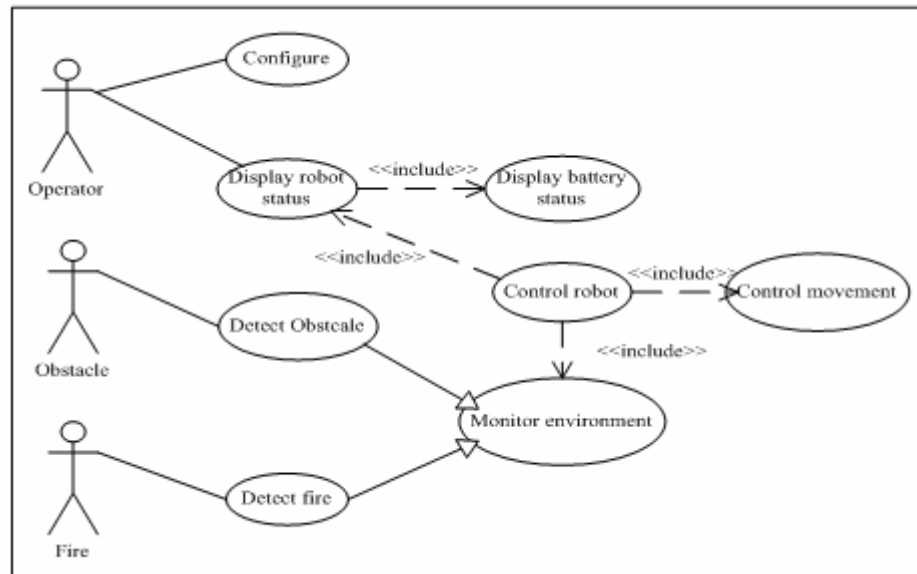 Configure
Operator
Display robot
status
<<include>>
Display battery
status
<<include>>
Control robot
<<include>>
Control movement
Detect Obstcale
Obstacle
<<include>>
Monitor environment
Detect fire
Fire